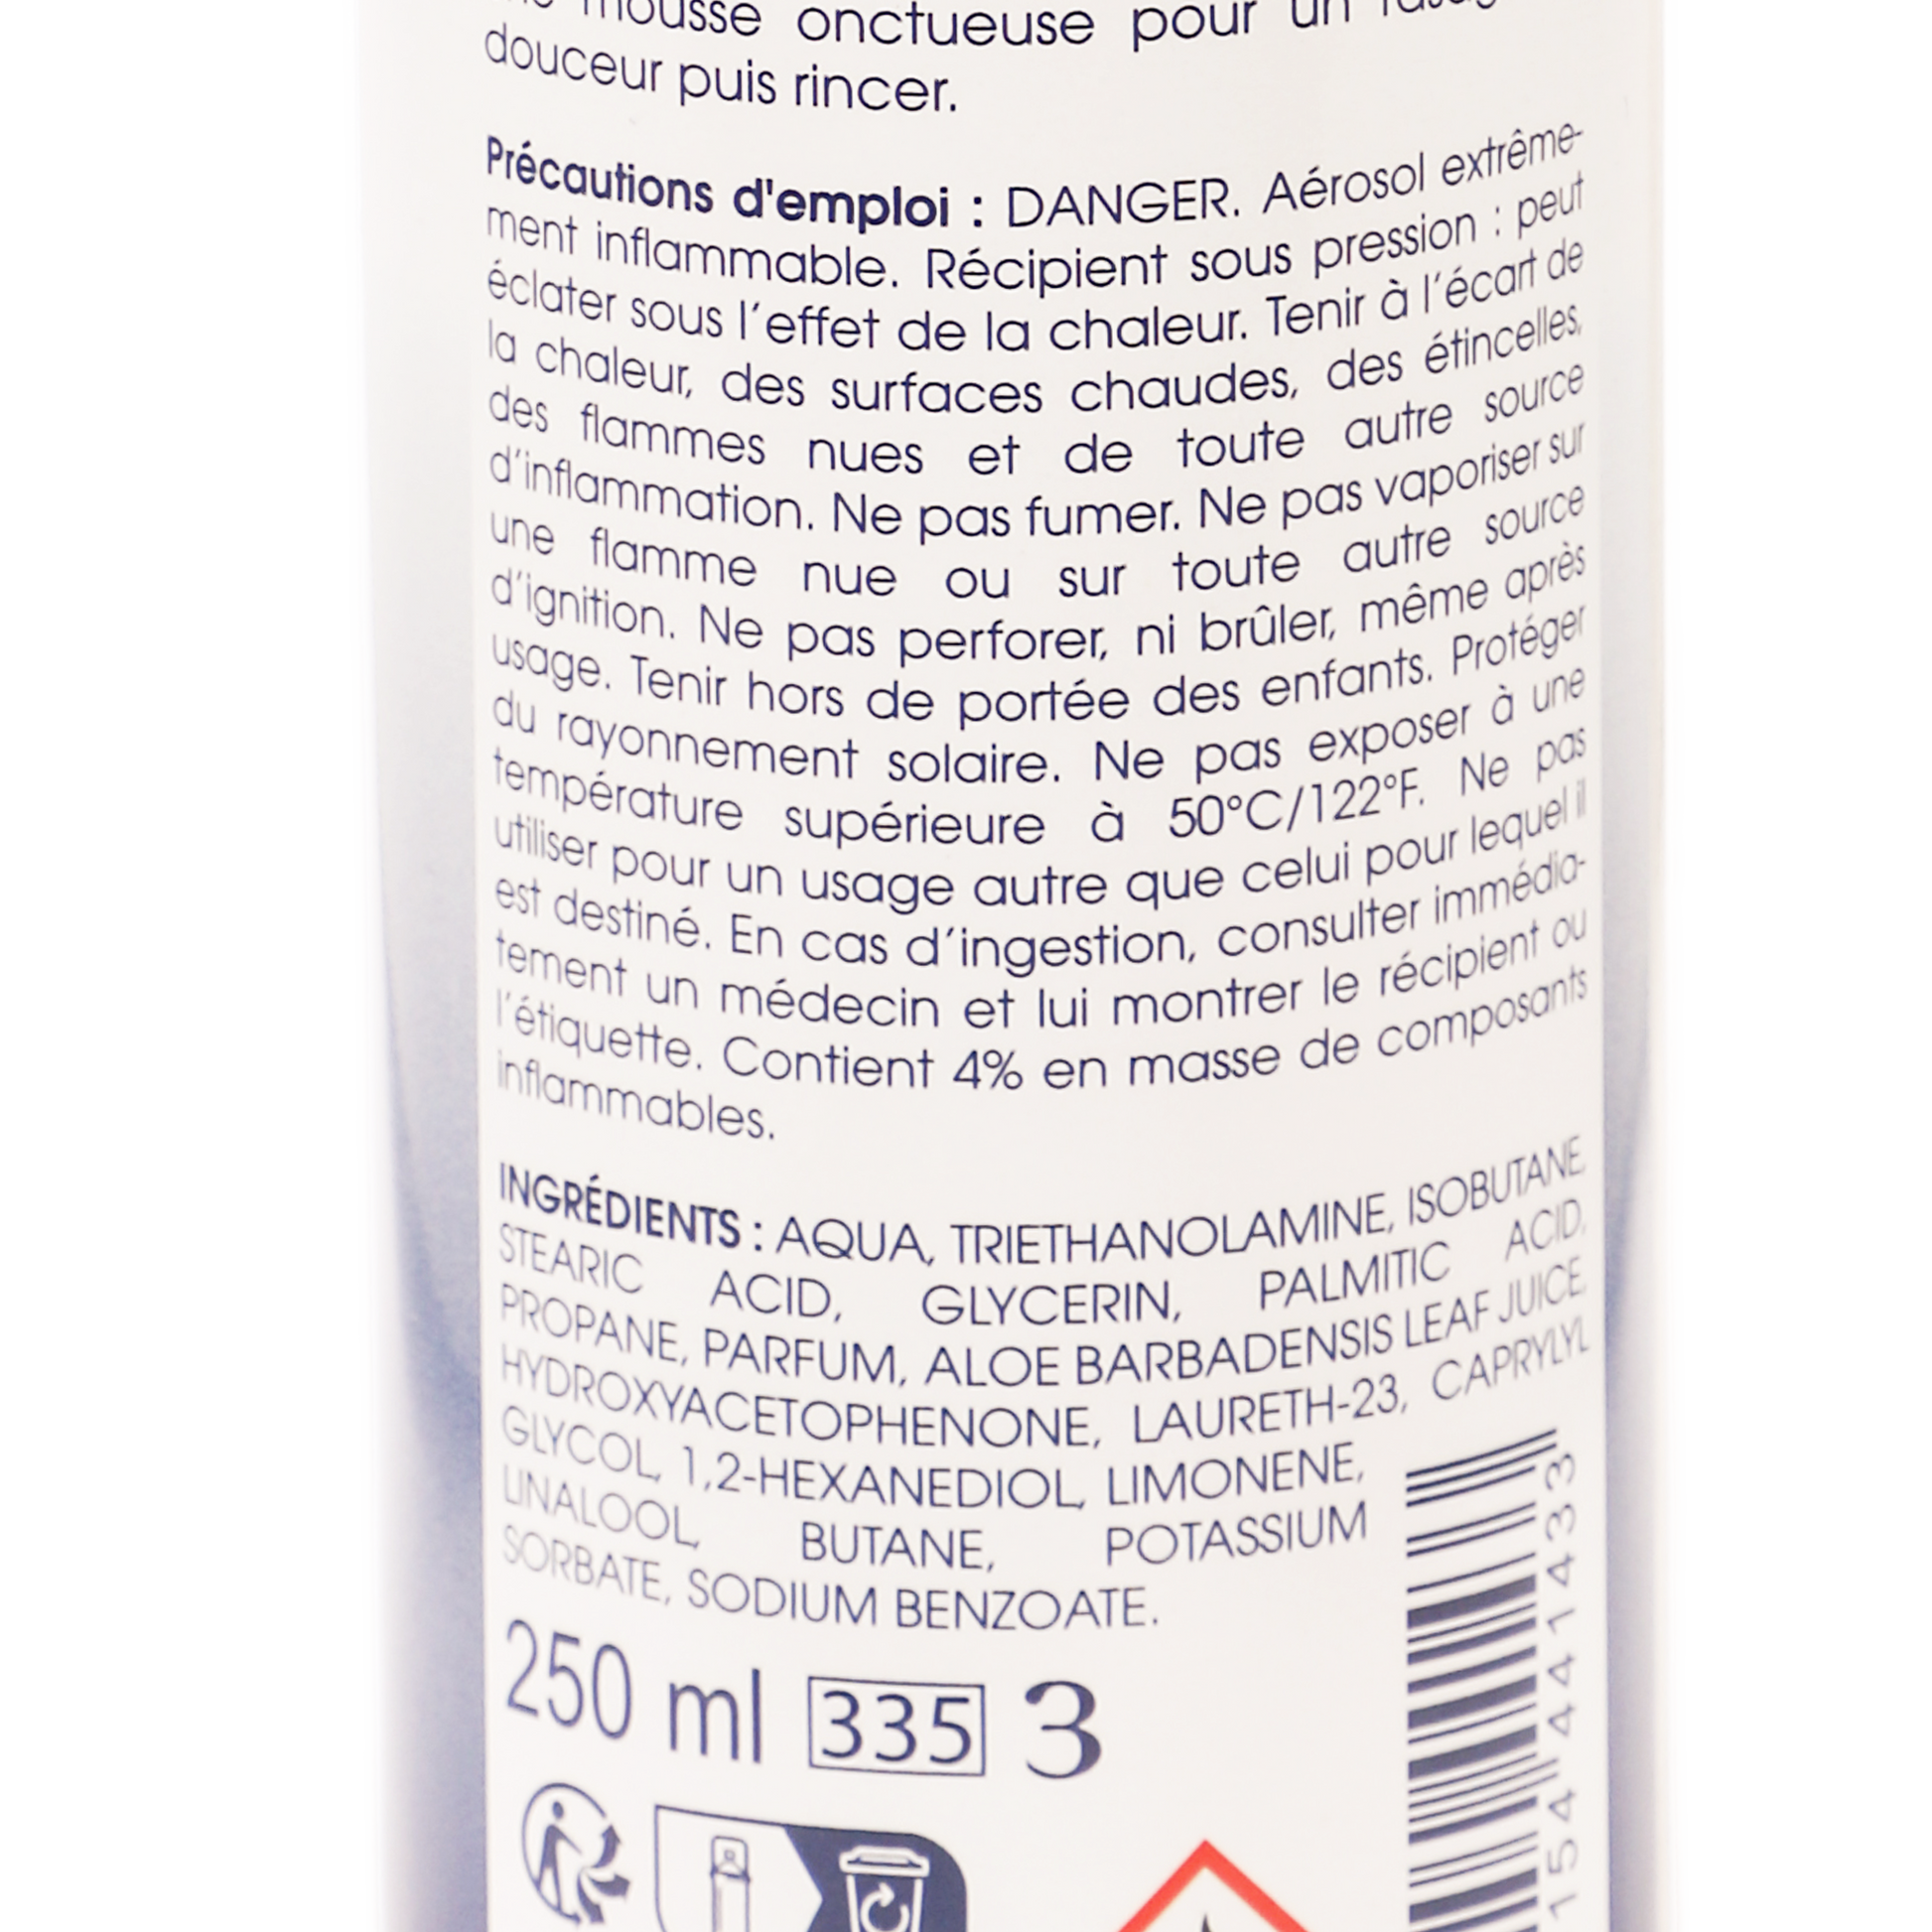 mousse onctueuse pour un
douceur puis rincer.
Précautions d'emploi : DANGER. Aérosol extrême-
ment inflammable. Récipient sous pression : peut
éclater sous l'effet de la chaleur. Tenir à l'écart de
la chaleur, des surfaces chaudes, des étincelles,
des flammes nues et de toute autre source
d'inflammation. Ne pas fumer. Ne pas vaporiser sur
une flamme nue ou sur toute autre source
d'ignition. Ne pas perforer, ni brûler, même après
usage. Tenir hors de portée des enfants. Protéger
du rayonnement solaire. Ne pas exposer à une
température supérieure à 50°C/122°F. Ne pas
utiliser pour un usage autre que celui pour lequel il
est destiné. En cas d'ingestion, consulter immédia-
tement un médecin et lui montrer le récipient ou
l'étiquette. Contient 4% en masse de composants
inflammables.
INGRÉDIENTS : AQUA, TRIETHANOLAMINE, ISOBUTANE,
STEARIC ACID, GLYCERIN, PALMITIC ACID,
PROPANE, PARFUM, ALOE BARBADENSIS LEAF JUICE,
HYDROXYACETOPHENONE, LAURETH-23, CAPRYLYL
GLYCOL, 1,2-HEXANEDIOL, LIMONENE,
LINALOOL, BUTANE, POTASSIUM
SORBATE, SODIUM BENZOATE.
250 ml 335 3
154 441433